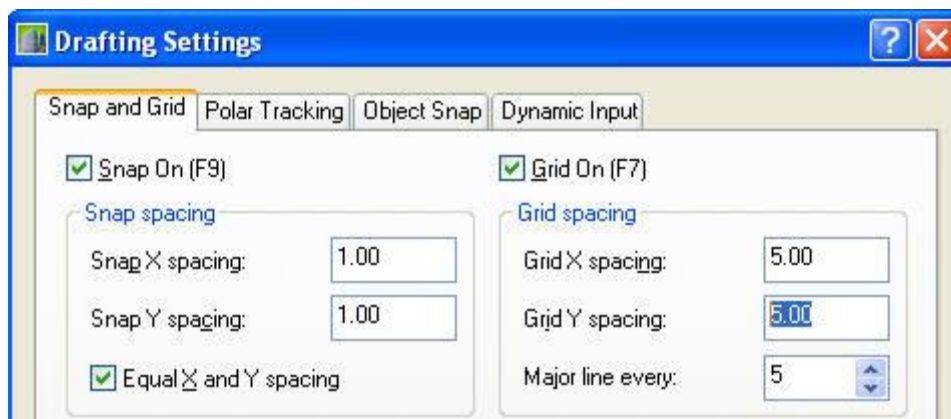 Drafting Settings
Snap and Grid Polar Tracking Object Snap Dynamic Input
Snap On (F9)
Grid On (F7)
Snap spacing
Snap X spacing: 1.00
Snap Y spacing: 1.00
Equal X and Y spacing
Grid spacing
Grid X spacing: 5.00
Grid Y spacing: 5.00
Major line every: 5